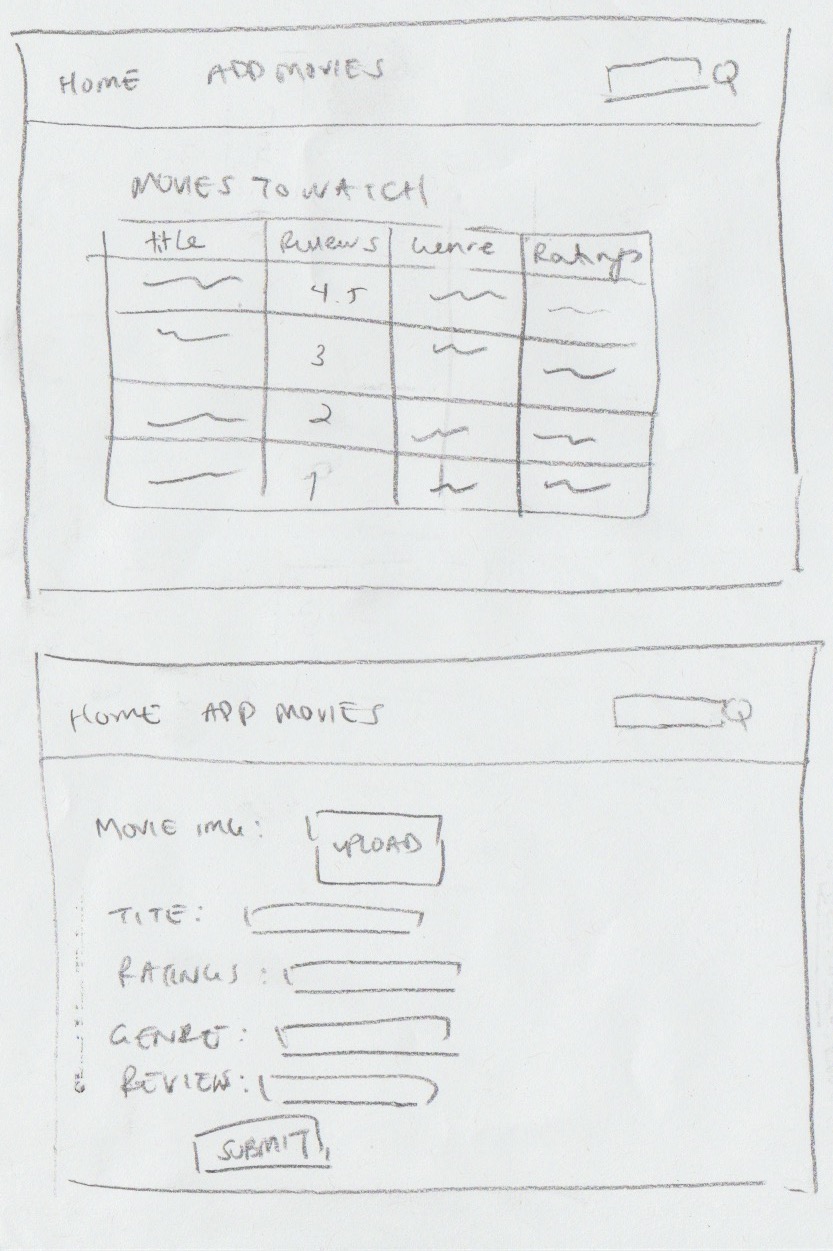 HOME ADD MOVIES
MOVIES TO WATCH
title Reviews Genre Ratings
4.5
3
2
1
HOME APP MOVIES
MOVIE IMG:
UPLOAD
TITE:
RATINGS:
GENRE:
REVIEW:
SUBMIT